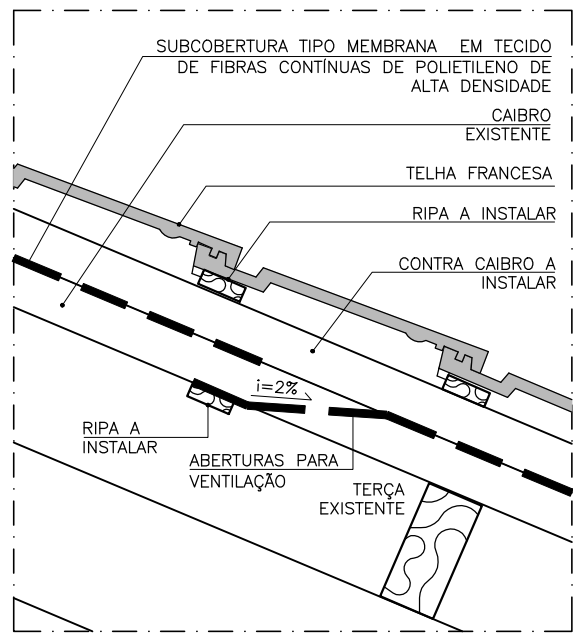 SUBCOBERTURA TIPO MEMBRANA EM TECIDO
DE FIBRAS CONTÍNUAS DE POLIETILENO DE
ALTA DENSIDADE
CAIBRO
EXISTENTE
TELHA FRANCESA
RIPA A INSTALAR
CONTRA CAIBRO A
INSTALAR
i=2%
RIPA A
INSTALAR
ABERTURAS PARA
VENTILAÇÃO
TERÇA
EXISTENTE